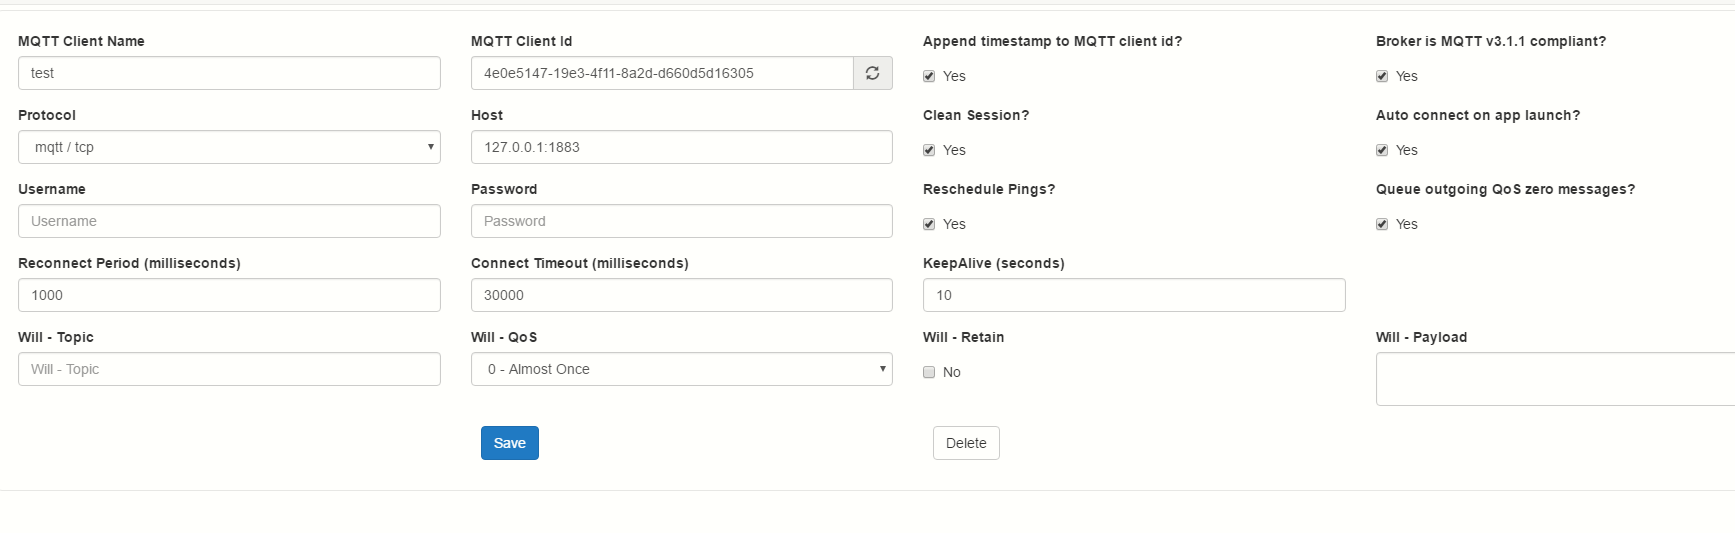 MQTT Client Name MQTT Client Id Append timestamp to MQTT client id? Broker is MQTT v3.1.1 compliant?
test 4e0e5147-19e3-4f11-8a2d-d660d5d16305 Yes Yes
Protocol Host Clean Session? Auto connect on app launch?
mqtt / tcp 127.0.0.1:1883 Yes Yes
Username Password Reschedule Pings? Queue outgoing QoS zero messages?
Username Password Yes Yes
Reconnect Period (milliseconds) Connect Timeout (milliseconds) KeepAlive (seconds)
1000 30000 10
Will - Topic Will - QoS Will - Retain Will - Payload
Will - Topic 0 - Almost Once No
Save Delete